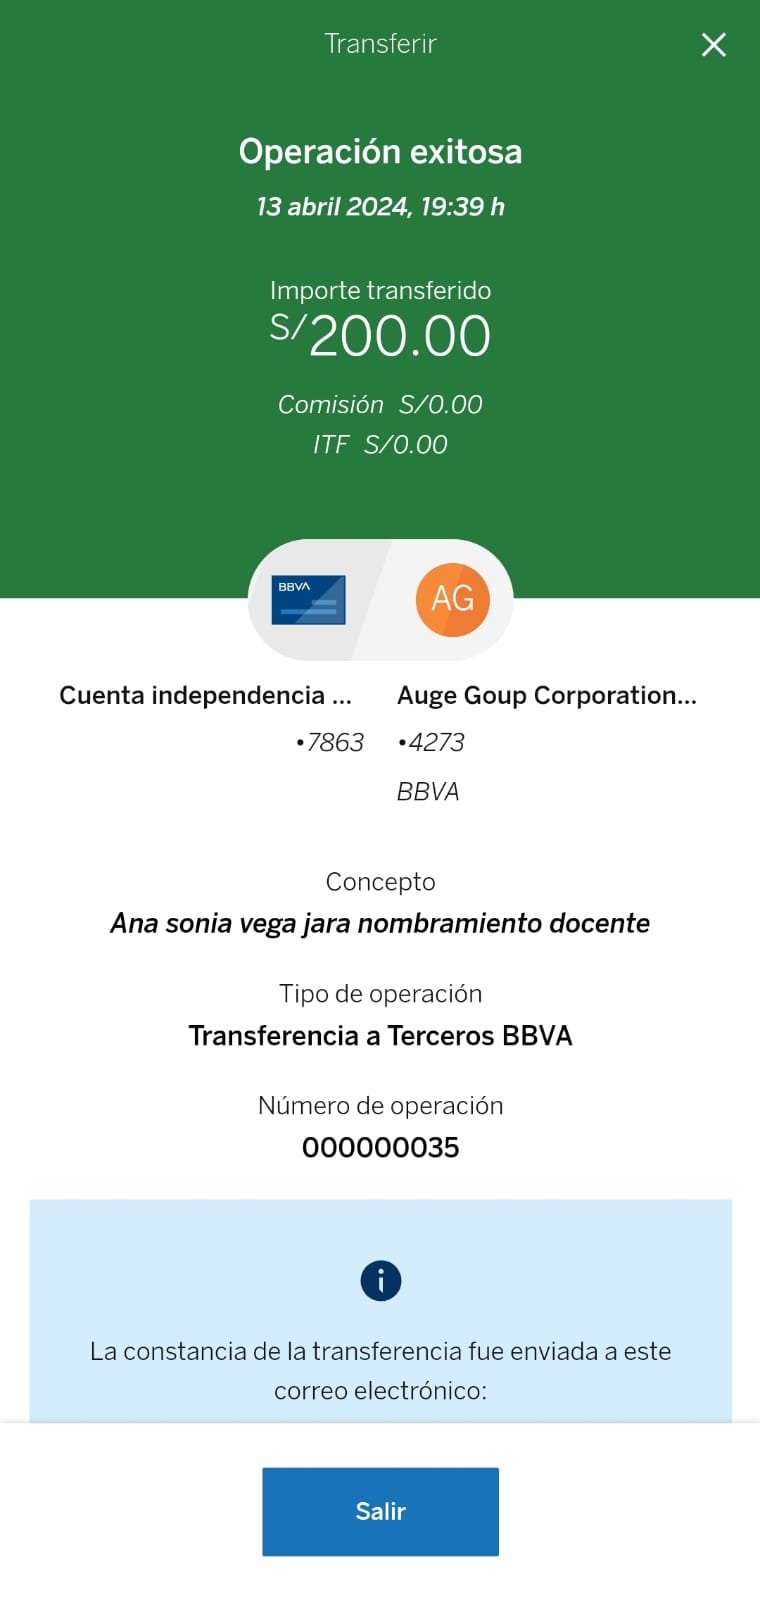 Transferir
Operación exitosa
13 abril 2024, 19:39 h
Importe transferido
S/200.00
Comisión S/0.00
ITF S/0.00
BBVA
AG
Cuenta independencia ...
Auge Goup Corporation...
•7863
•4273
BBVA
Concepto
Ana sonia vega jara nombramiento docente
Tipo de operación
Transferencia a Terceros BBVA
Número de operación
000000035
La constancia de la transferencia fue enviada a este
correo electrónico:
Salir